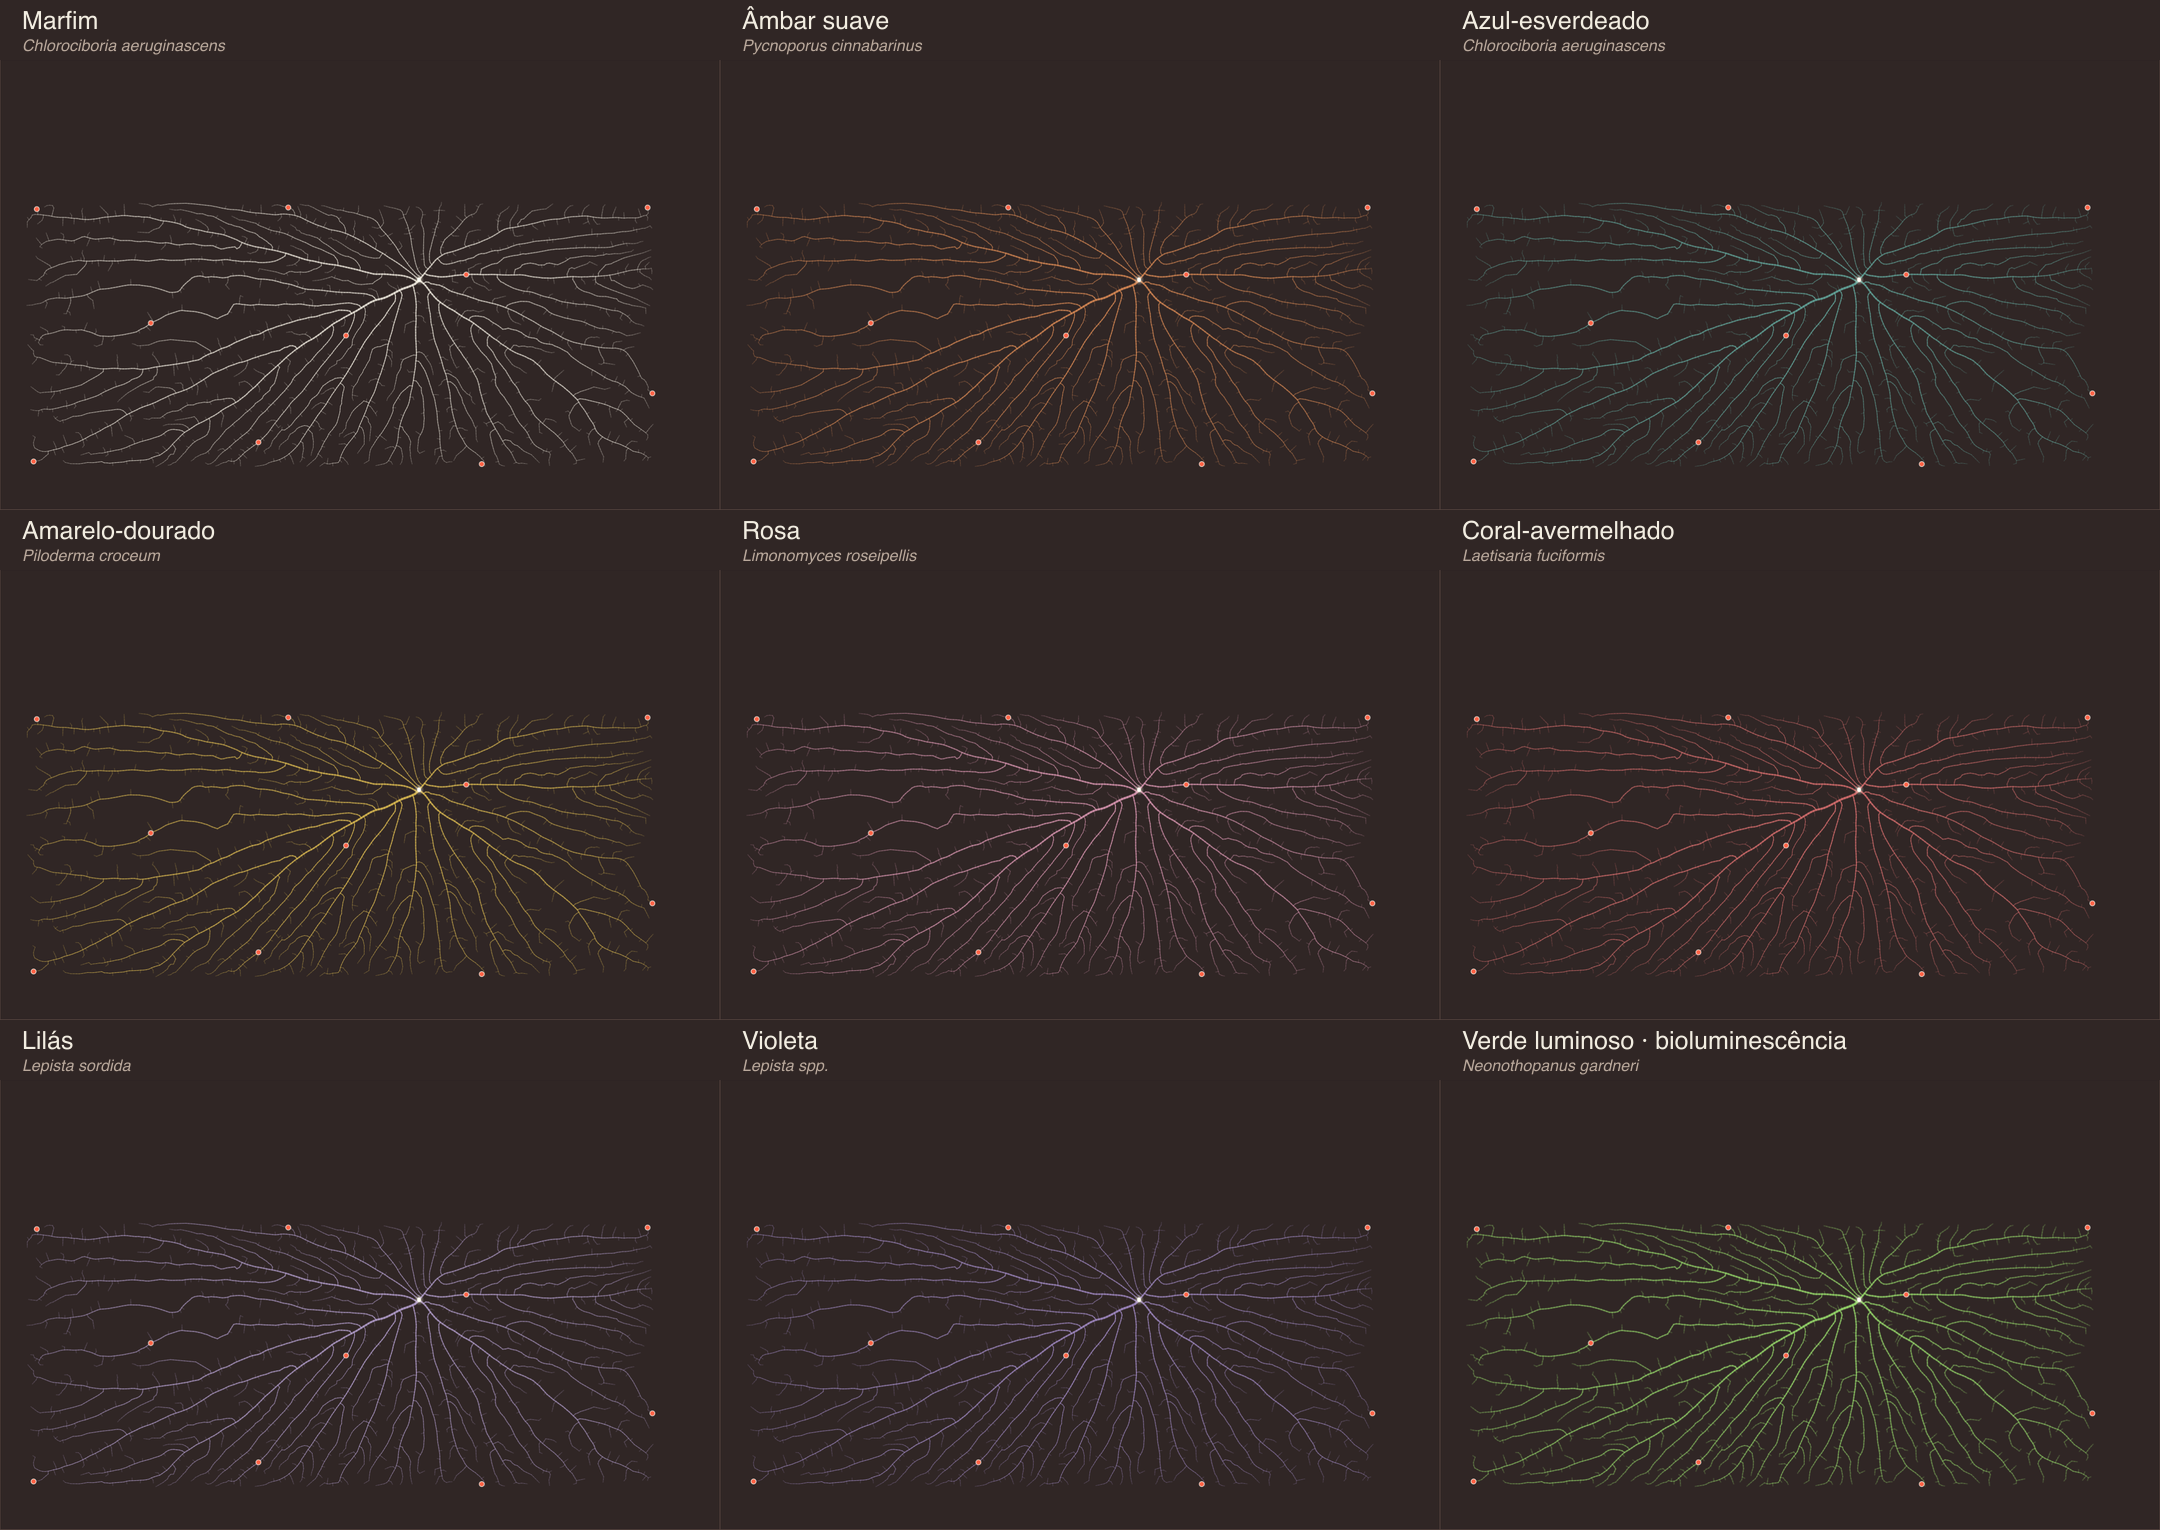 Marfim
Chlorociboria aeruginascens
Âmbar suave
Pycnoporus cinnabarinus
Azul-esverdeado
Chlorociboria aeruginascens
Amarelo-dourado
Piloderma croceum
Rosa
Limonomyces roseipellis
Coral-avermelhado
Laetisaria fuciformis
Lilás
Lepista sordida
Violeta
Lepista spp.
Verde luminoso · bioluminescência
Neonothopanus gardneri